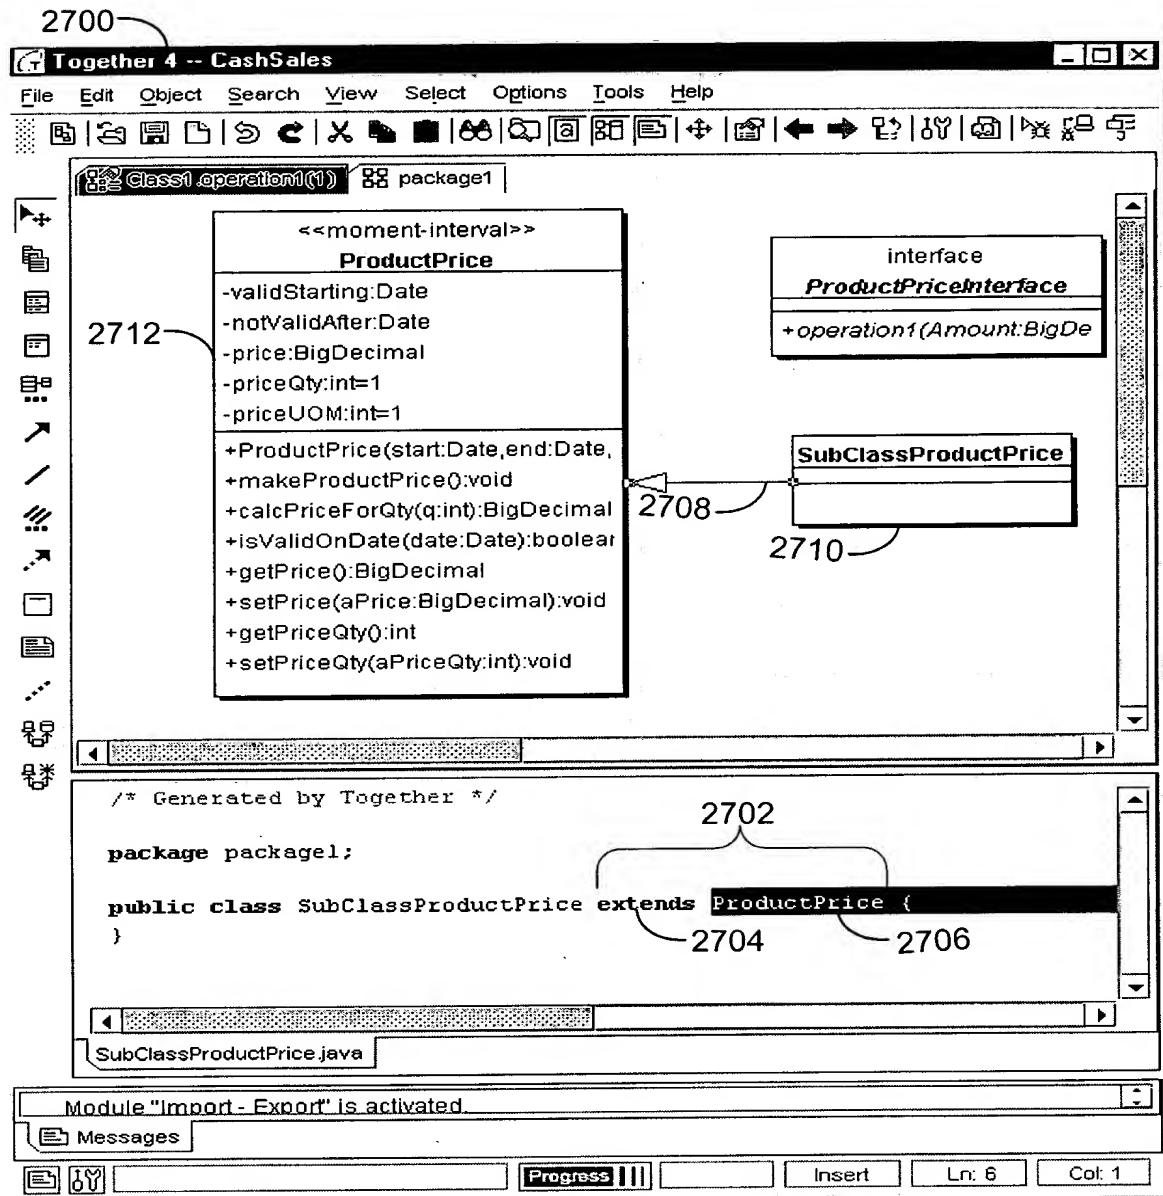 2700
Together 4 -- CashSales
File Edit Object Search View Select Options Tools Help
Class1.operation1(1) package1
<<moment-interval>>
ProductPrice
-validStarting:Date
-notValidAfter:Date
-price:BigDecimal
-priceQty:int=1
-priceUOM:int=1
+ProductPrice(start:Date,end:Date,
+makeProductPrice():void
+calcPriceForQty(q:int):BigDecimal
+isValidOnDate(date:Date):boolear
+getPrice():BigDecimal
+setPrice(aPrice:BigDecimal):void
+getPriceQty():int
+setPriceQty(aPriceQty:int):void
2712
interface
ProductPriceInterface
+operation1(Amount:BigDe
SubClassProductPrice
2708
2710
/* Generated by Together */
2702
package package1;
public class SubClassProductPrice extends ProductPrice {
}
2704
2706
SubClassProductPrice.java
Module "Import - Export" is activated.
Messages
Progress Insert Ln: 6 Col: 1